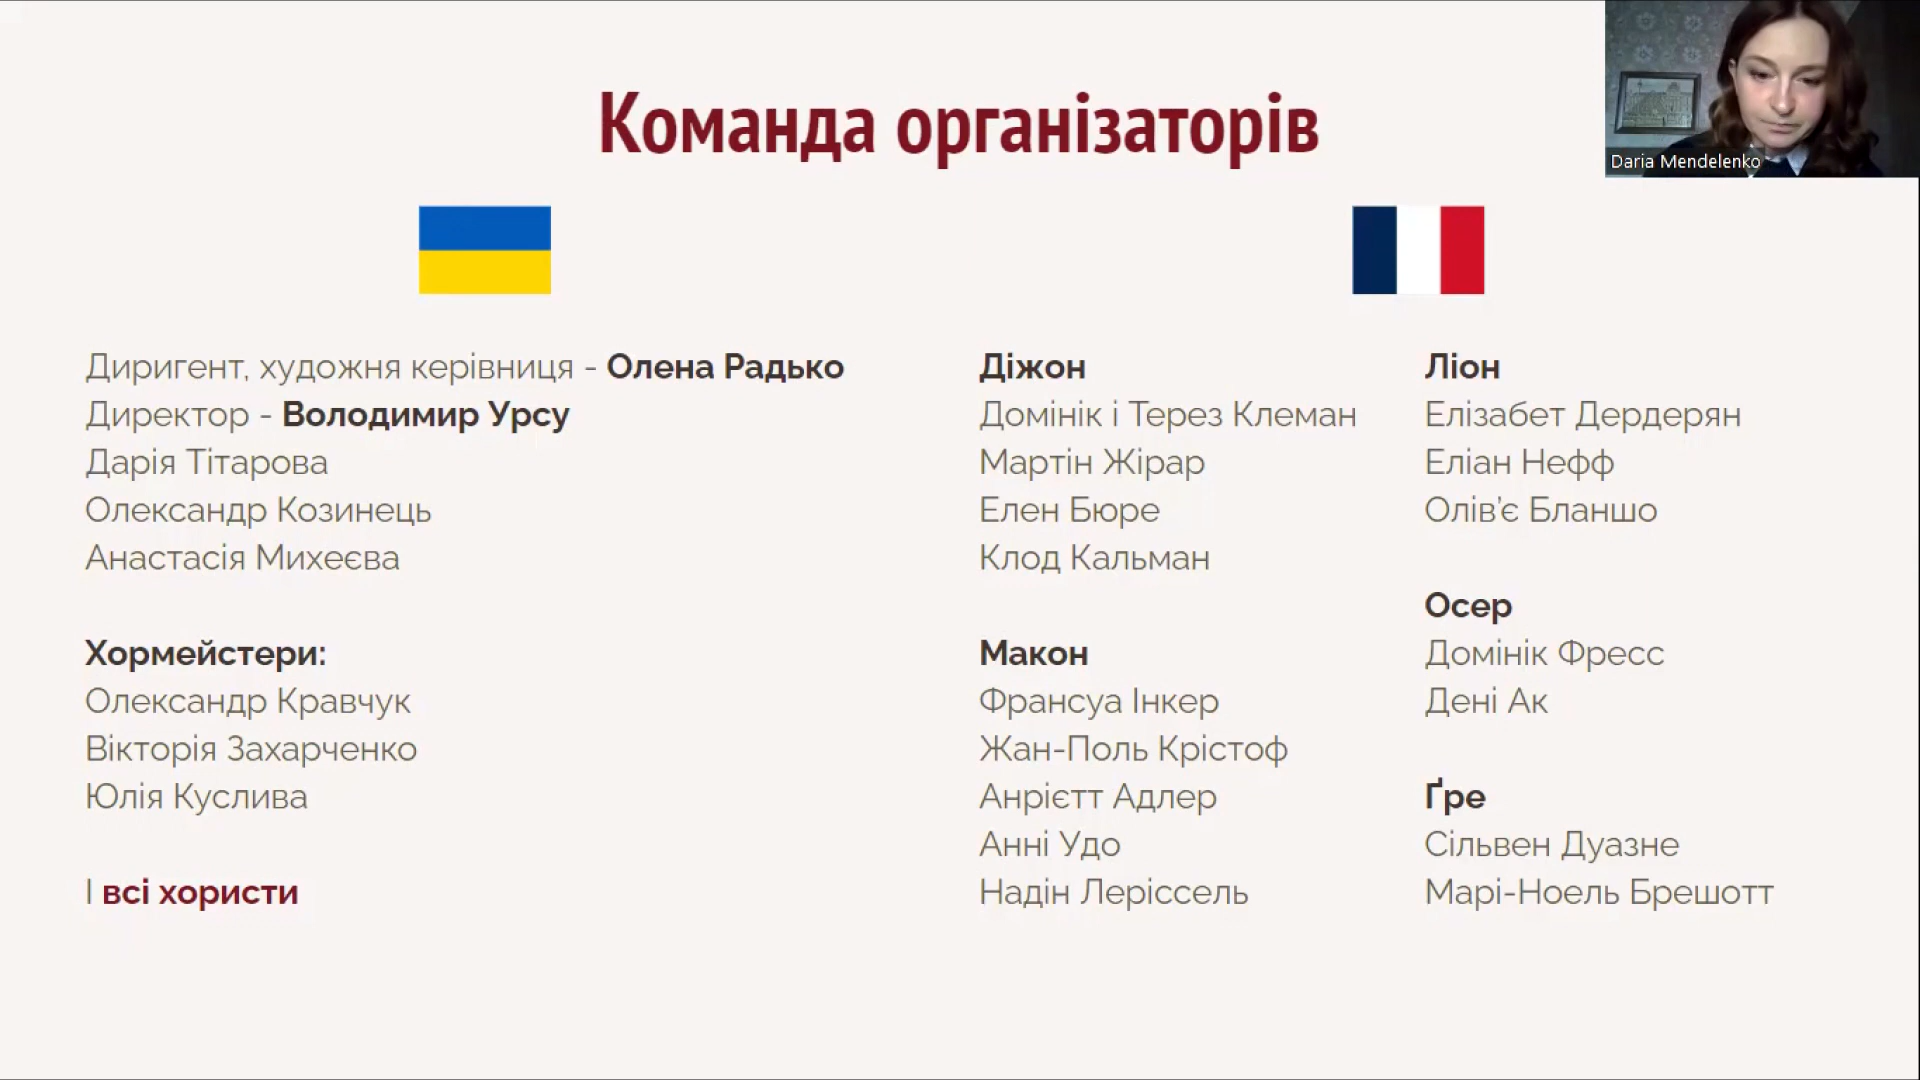 Команда організаторів
Daria Mendelenko
Диригент, художня керівниця - Олена Радько
Директор - Володимир Урсу
Дарія Тітарова
Олександр Козинець
Анастасія Михеєва
Хормейстери:
Олександр Кравчук
Вікторія Захарченко
Юлія Куслива
І всі хористи
Діжон
Домінік і Терез Клеман
Мартін Жірар
Елен Бюре
Клод Кальман
Макон
Франсуа Інкер
Жан-Поль Крістоф
Анрієтт Адлер
Анні Удо
Надін Леріссель
Ліон
Елізабет Дердерян
Еліан Нефф
Олів'є Бланшо
Осер
Домінік Фресс
Дені Ак
Ґре
Сільвен Дуазне
Марі-Ноель Брешотт